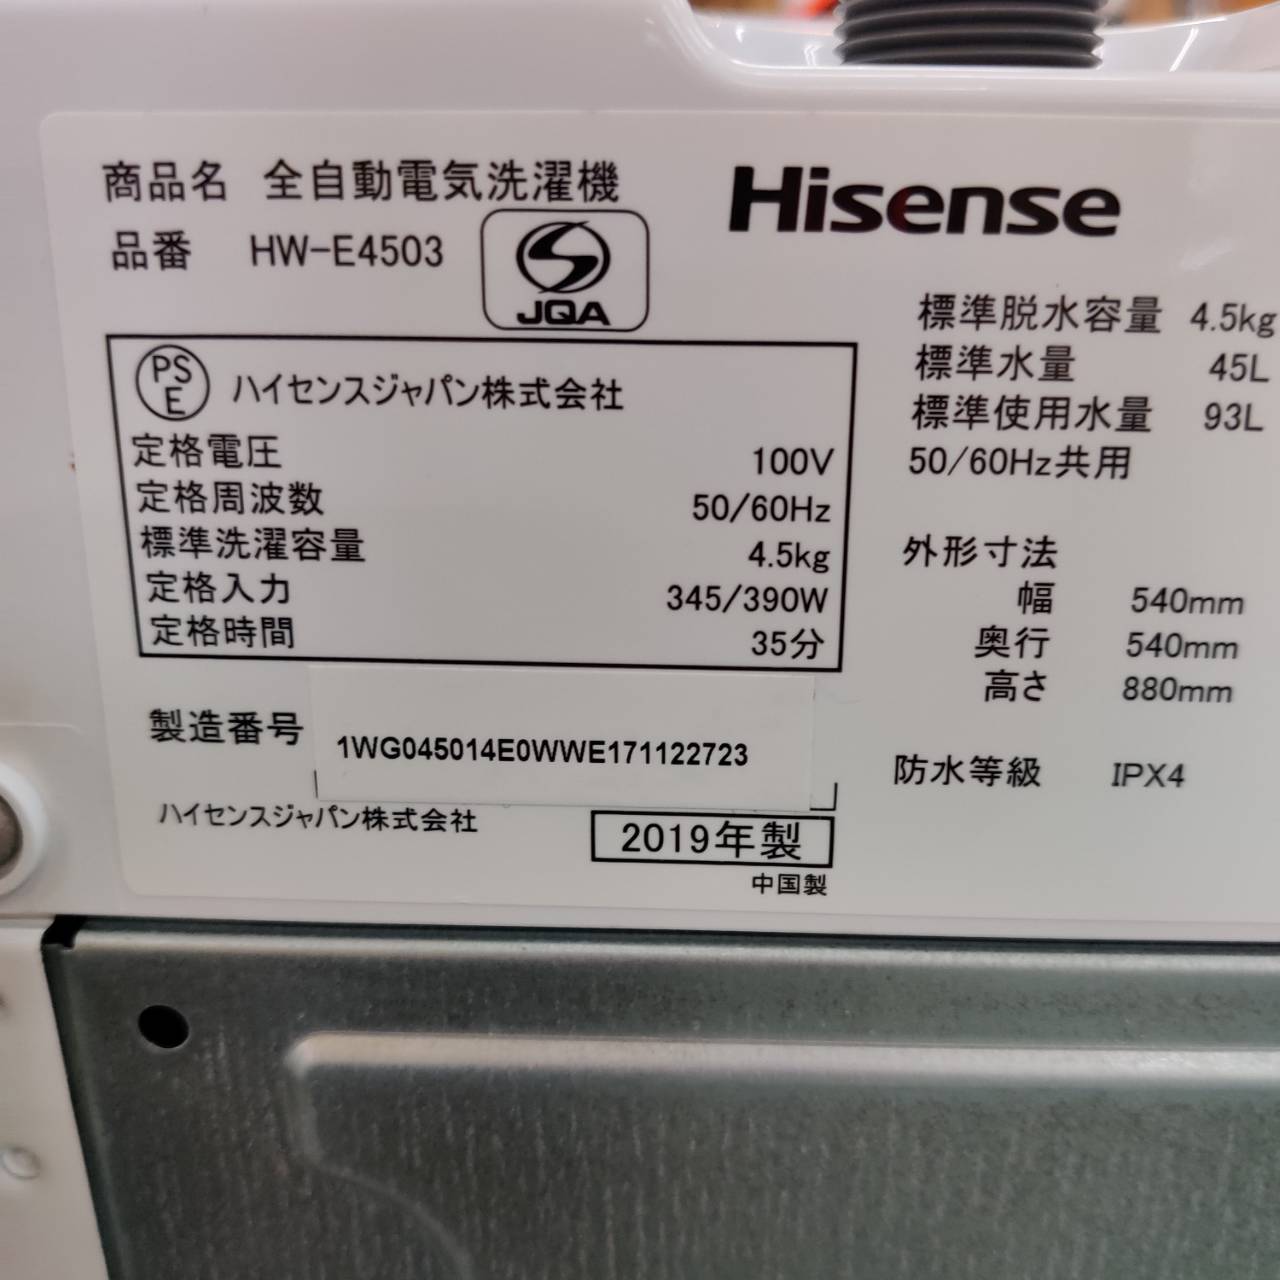 商品名 全自動電気洗濯機
品番 HW-E4503
JQA
Hisense
PS
E
ハイセンスジャパン株式会社
定格電圧 100V
定格周波数 50/60Hz
標準洗濯容量 4.5kg
定格入力 345/390W
定格時間 35分
製造番号 1WG045014E0WWE171122723
ハイセンスジャパン株式会社
2019年製
中国製
標準脱水容量 4.5kg
標準水量 45L
標準使用水量 93L
50/60Hz共用
外形寸法
幅 540mm
奥行 540mm
高さ 880mm
防水等級 IPX4